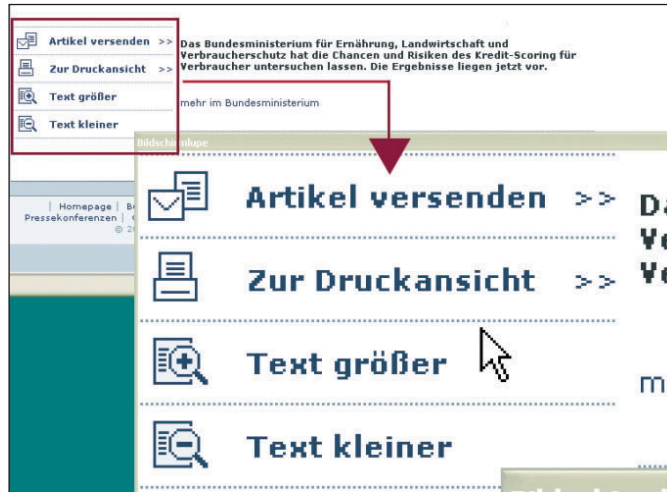 Artikel versenden >>
Zur Druckansicht >>
Text größer
Text kleiner
Das Bundesministerium für Ernährung, Landwirtschaft und
Verbraucherschutz hat die Chancen und Risiken des Kredit-Scoring für
Verbraucher untersuchen lassen. Die Ergebnisse liegen jetzt vor.
mehr im Bundesministerium
| Homepage |
Pressekonferenzen |
Bildschirmlupe
Artikel versenden >>
Zur Druckansicht >>
Text größer
Text kleiner